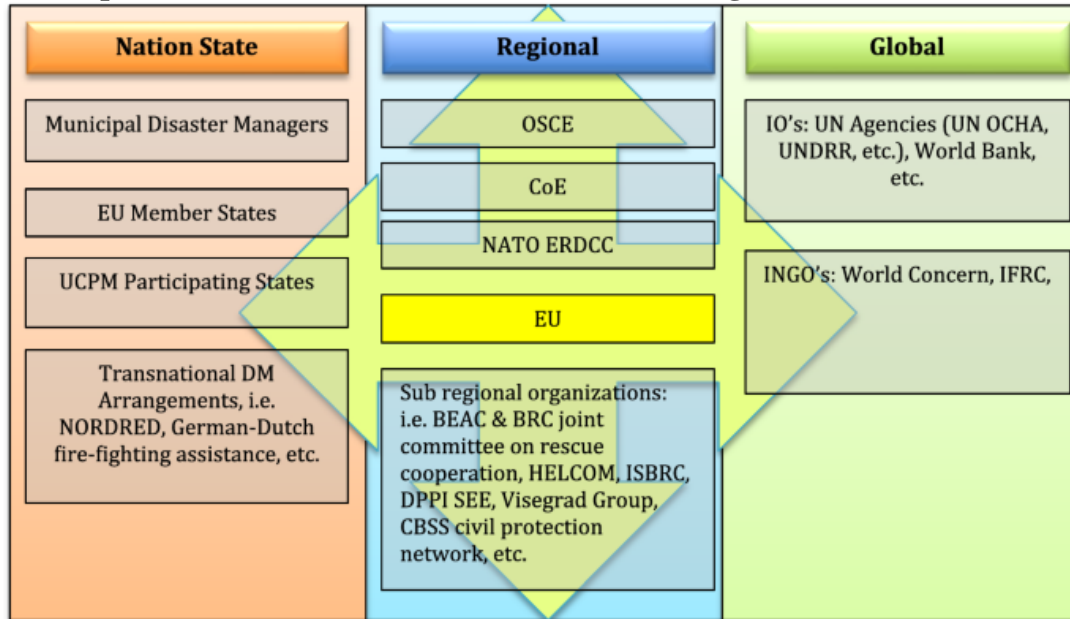 Nation State
Municipal Disaster Managers
EU Member States
UCPM Participating States
Transnational DM
Arrangements, i.e.
NORDRED, German-Dutch
fire-fighting assistance, etc.
Regional
OSCE
CoE
NATO ERDCC
EU
Sub regional organizations:
i.e. BEAC & BRC joint
committee on rescue
cooperation, HELCOM, ISBRC,
DPPI SEE, Visegrad Group,
CBSS civil protection
network, etc.
Global
IO's: UN Agencies (UN OCHA,
UNDRR, etc.), World Bank,
etc.
INGO's: World Concern, IFRC,